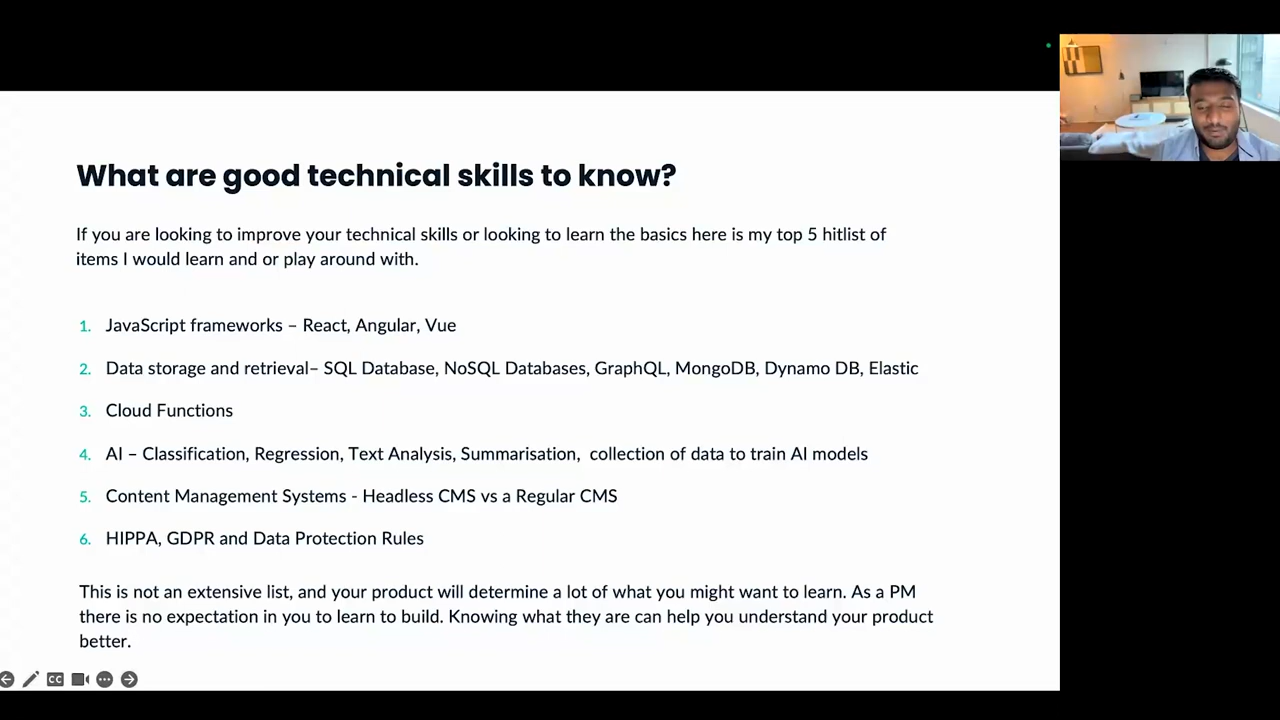 What are good technical skills to know?
If you are looking to improve your technical skills or looking to learn the basics here is my top 5 hitlist of
items I would learn and or play around with.
1. JavaScript frameworks – React, Angular, Vue
2. Data storage and retrieval– SQL Database, NoSQL Databases, GraphQL, MongoDB, Dynamo DB, Elastic
3. Cloud Functions
4. AI – Classification, Regression, Text Analysis, Summarisation, collection of data to train AI models
5. Content Management Systems - Headless CMS vs a Regular CMS
6. HIPPA, GDPR and Data Protection Rules
This is not an extensive list, and your product will determine a lot of what you might want to learn. As a PM
there is no expectation in you to learn to build. Knowing what they are can help you understand your product
better.
CC